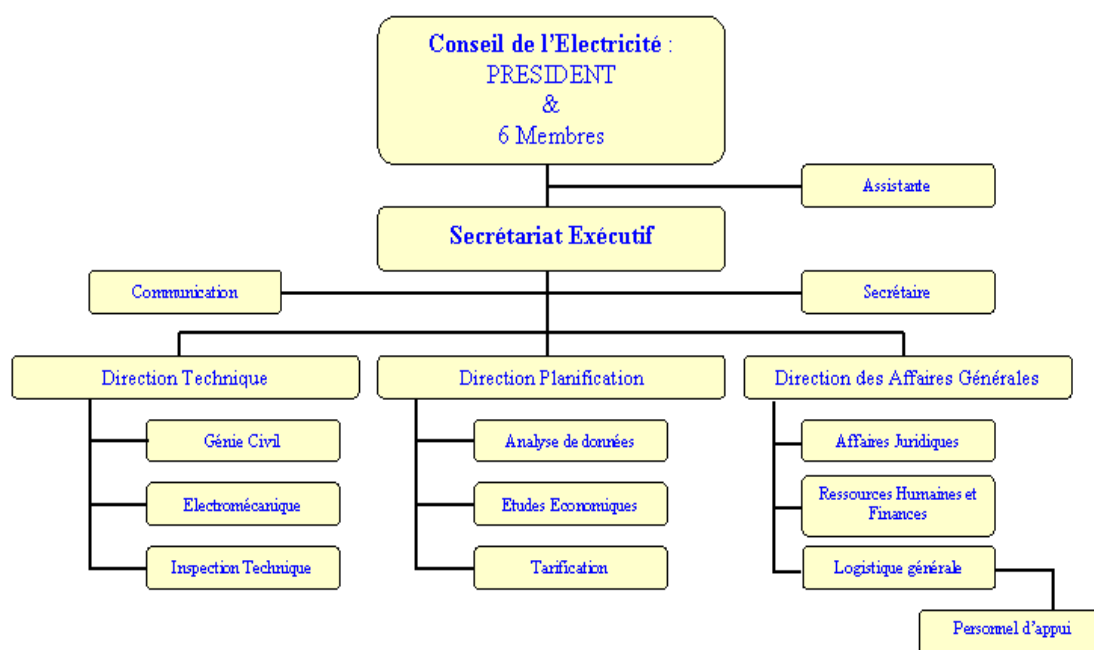 Conseil de l'Electricité :
PRESIDENT
&
6 Membres
Assistante
Secrétariat Exécutif
Communication
Secrétaire
Direction Technique
Direction Planification
Direction des Affaires Générales
Génie Civil
Analyse de données
Affaires Juridiques
Electromécanique
Etudes Economiques
Ressources Humaines et
Finances
Inspection Technique
Tarification
Logistique générale
Personnel d'appui